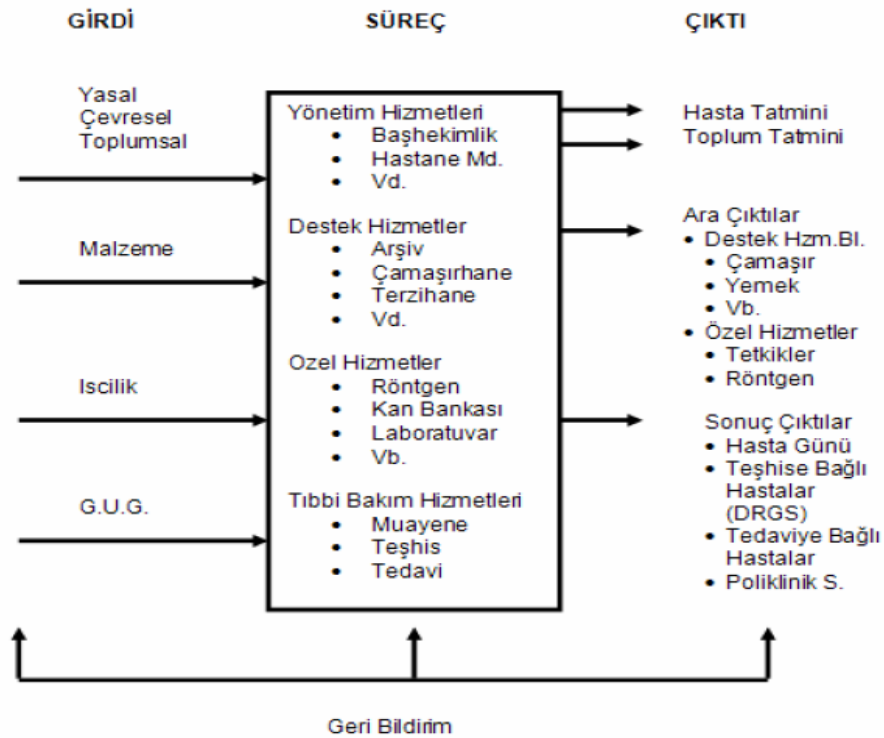 GİRDİ
SÜREÇ
ÇIKTI
Yasal
Çevresel
Toplumsal
Malzeme
Iscilik
G.U.G.
Yönetim Hizmetleri
• Başhekimlik
• Hastane Md.
• Vd.
Destek Hizmetler
• Arşiv
• Çamaşırhane
• Terzihane
• Vd.
Ozel Hizmetler
• Röntgen
• Kan Bankası
• Laboratuvar
• Vb.
Tıbbi Bakım Hizmetleri
• Muayene
• Teşhis
• Tedavi
Hasta Tatmini
Toplum Tatmini
Ara Çıktılar
• Destek Hzm.Bl.
• Çamaşır
• Yemek
• Vb.
• Özel Hizmetler
• Tetkikler
• Röntgen
Sonuç Çıktılar
• Hasta Günü
• Teşhise Bağlı
Hastalar
(DRGS)
• Tedaviye Bağlı
Hastalar
• Poliklinik S.
Geri Bildirim